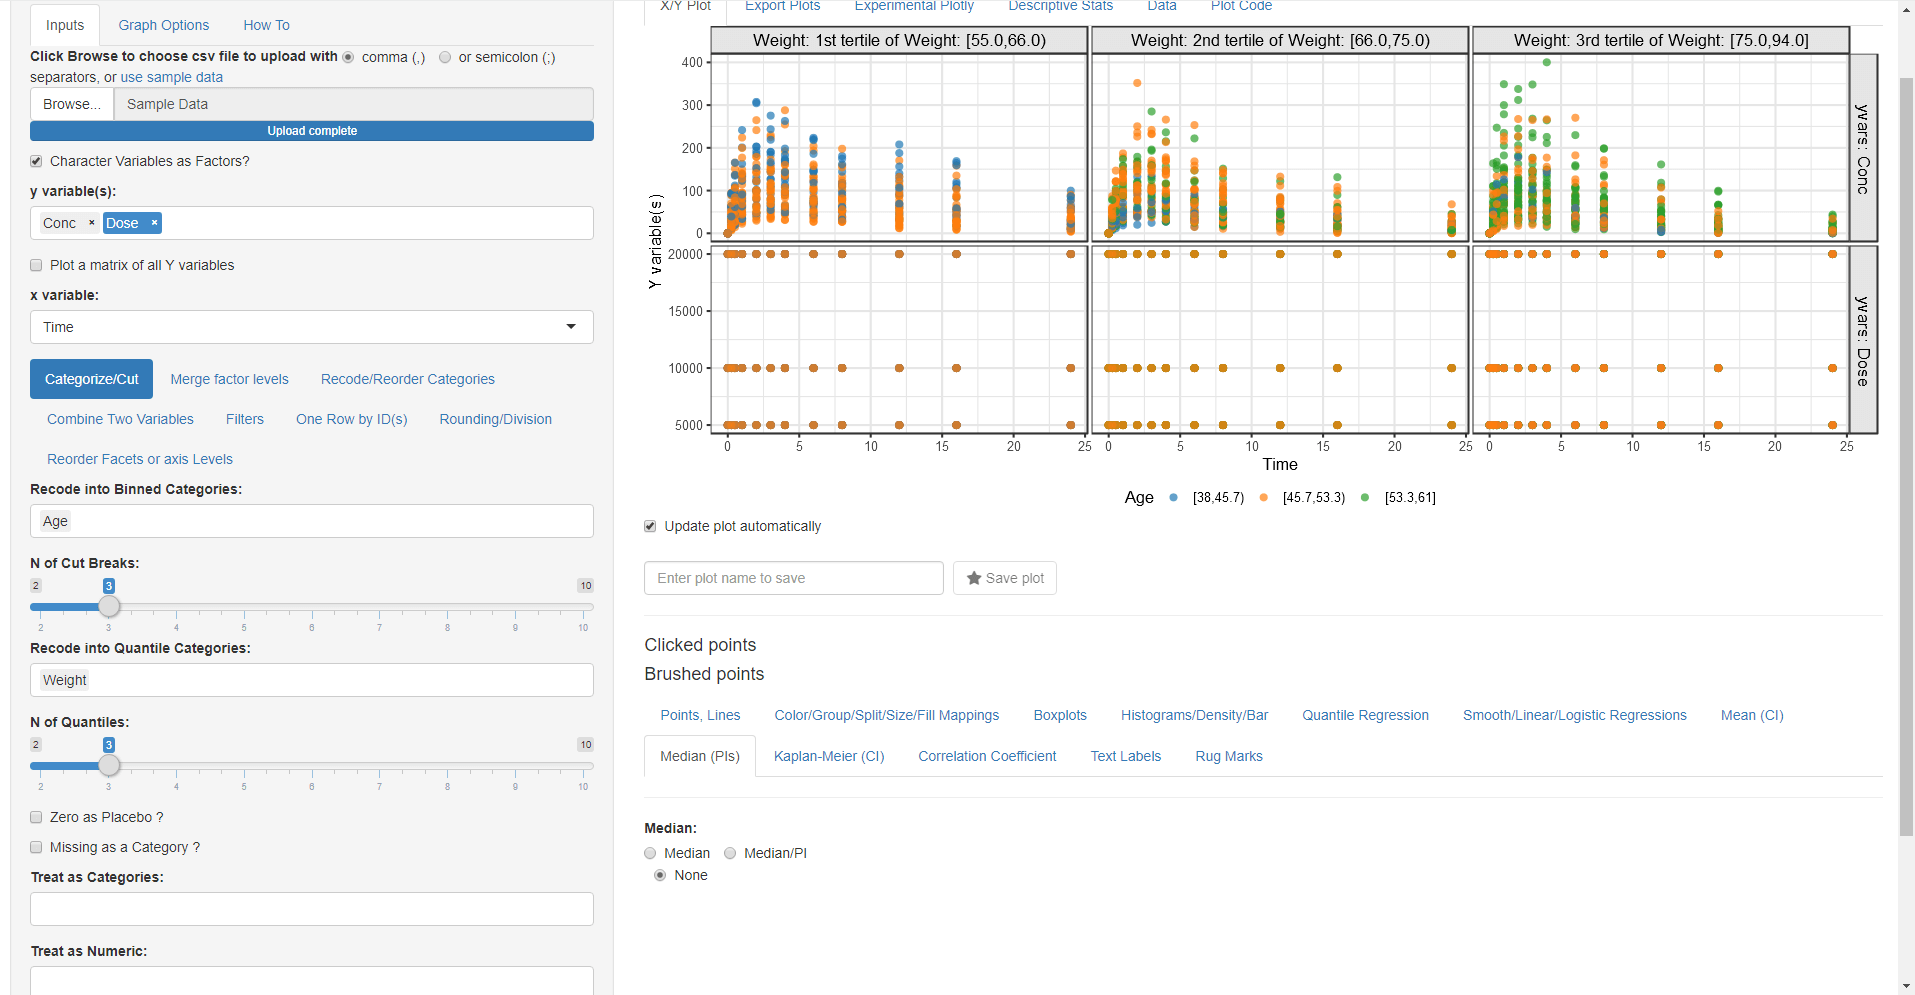 Inputs
Graph Options
How To
Click Browse to choose csv file to upload with comma (,) or semicolon (;)
separators, or use sample data
Browse...
Sample Data
Upload complete
Character Variables as Factors?
y variable(s):
Conc × Dose ×
Plot a matrix of all Y variables
x variable:
Time
Categorize/Cut
Merge factor levels
Recode/Reorder Categories
Combine Two Variables
Filters
One Row by ID(s)
Rounding/Division
Reorder Facets or axis Levels
Recode into Binned Categories:
Age
N of Cut Breaks:
2 3 10
2 3 4 5 6 7 8 9 10
Recode into Quantile Categories:
Weight
N of Quantiles:
2 3 10
2 3 4 5 6 7 8 9 10
Zero as Placebo ?
Missing as a Category ?
Treat as Categories:
Treat as Numeric:
X/Y Plot
Export Plots
Experimental Plotly
Descriptive Stats
Data
Plot Code
Weight: 1st tertile of Weight: [55.0,66.0)
Weight: 2nd tertile of Weight: [66.0,75.0)
Weight: 3rd tertile of Weight: [75.0,94.0]
400
300
200
100
0
yvars: Conc
Y variable(s)
20000
15000
10000
5000
yvars: Dose
0 5 10 15 20 25
0 5 10 15 20 25
0 5 10 15 20 25
Time
Age [38,45.7) [45.7,53.3) [53.3,61]
Update plot automatically
Enter plot name to save
Save plot
Clicked points
Brushed points
Points, Lines
Color/Group/Split/Size/Fill Mappings
Boxplots
Histograms/Density/Bar
Quantile Regression
Smooth/Linear/Logistic Regressions
Mean (CI)
Median (PIs)
Kaplan-Meier (CI)
Correlation Coefficient
Text Labels
Rug Marks
Median:
Median Median/PI
None